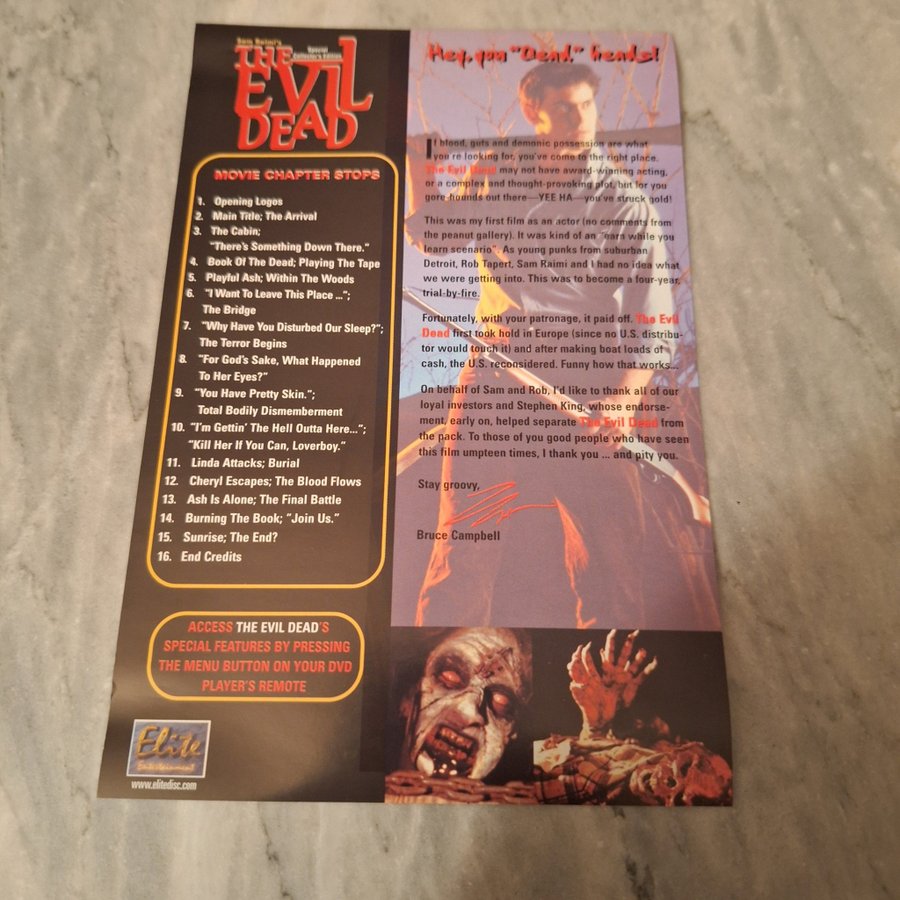 Sam Raimi's
THE
Special
Collector's Edition
EVIL
DEAD
MOVIE CHAPTER STOPS
1. Opening Logos
2. Main Title; The Arrival
3. The Cabin;
"There's Something Down There."
4. Book Of The Dead; Playing The Tape
5. Playful Ash; Within The Woods
6. "I Want To Leave This Place ...";
The Bridge
7. "Why Have You Disturbed Our Sleep?";
The Terror Begins
8. "For God's Sake, What Happened
To Her Eyes?"
9. "You Have Pretty Skin.";
Total Bodily Dismemberment
10. "I'm Gettin' The Hell Outta Here...";
"Kill Her If You Can, Loverboy."
11. Linda Attacks; Burial
12. Cheryl Escapes; The Blood Flows
13. Ash Is Alone; The Final Battle
14. Burning The Book; "Join Us."
15. Sunrise; The End?
16. End Credits
ACCESS THE EVIL DEAD'S
SPECIAL FEATURES BY PRESSING
THE MENU BUTTON ON YOUR DVD
PLAYER'S REMOTE
Elite
Entertainment
www.elitedisc.com
Hey, you "Dead" heads!
If blood, guts and demonic possession are what
you're looking for, you've come to the right place.
The Evil Dead may not have award-winning acting,
or a complex and thought-provoking plot, but for you
gore-hounds out there—YEE HA—you've struck gold!
This was my first film as an actor (no comments from
the peanut gallery). It was kind of an "earn while you
learn scenario". As young punks from suburban
Detroit, Rob Tapert, Sam Raimi and I had no idea what
we were getting into. This was to become a four-year,
trial-by-fire.
Fortunately, with your patronage, it paid off. The Evil
Dead first took hold in Europe (since no U.S. distribu-
tor would touch it) and after making boat loads of
cash, the U.S. reconsidered. Funny how that works...
On behalf of Sam and Rob, I'd like to thank all of our
loyal investors and Stephen King, whose endorse-
ment, early on, helped separate The Evil Dead from
the pack. To those of you good people who have seen
this film umpteen times, I thank you ... and pity you.
Stay groovy,
Bruce Campbell